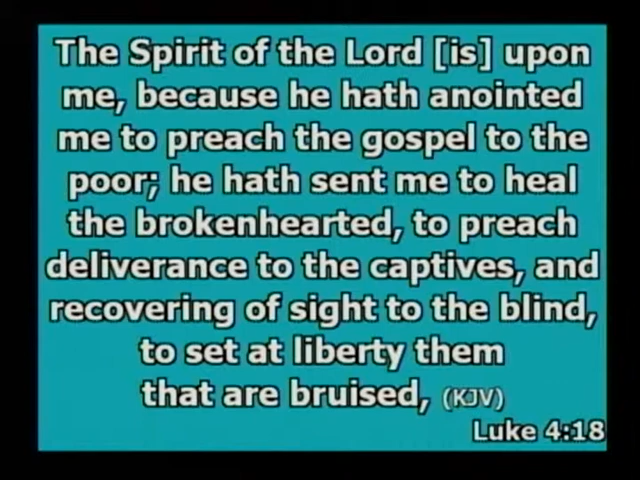 The Spirit of the Lord [is] upon
me, because he hath anointed
me to preach the gospel to the
poor; he hath sent me to heal
the brokenhearted, to preach
deliverance to the captives, and
recovering of sight to the blind,
to set at liberty them
that are bruised, (KJV)
Luke 4:18